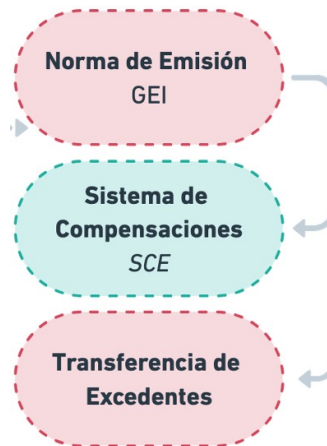 Norma de Emisión
GEI
Sistema de
Compensaciones
SCE
Transferencia de
Excedentes